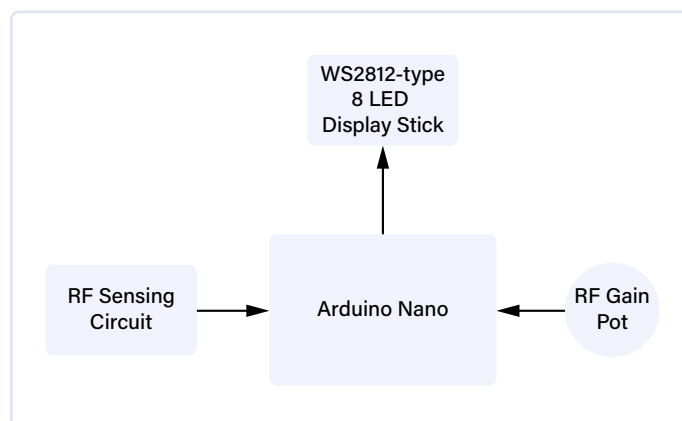 WS2812-type
8 LED
Display Stick
RF Sensing
Circuit
Arduino Nano
RF Gain
Pot